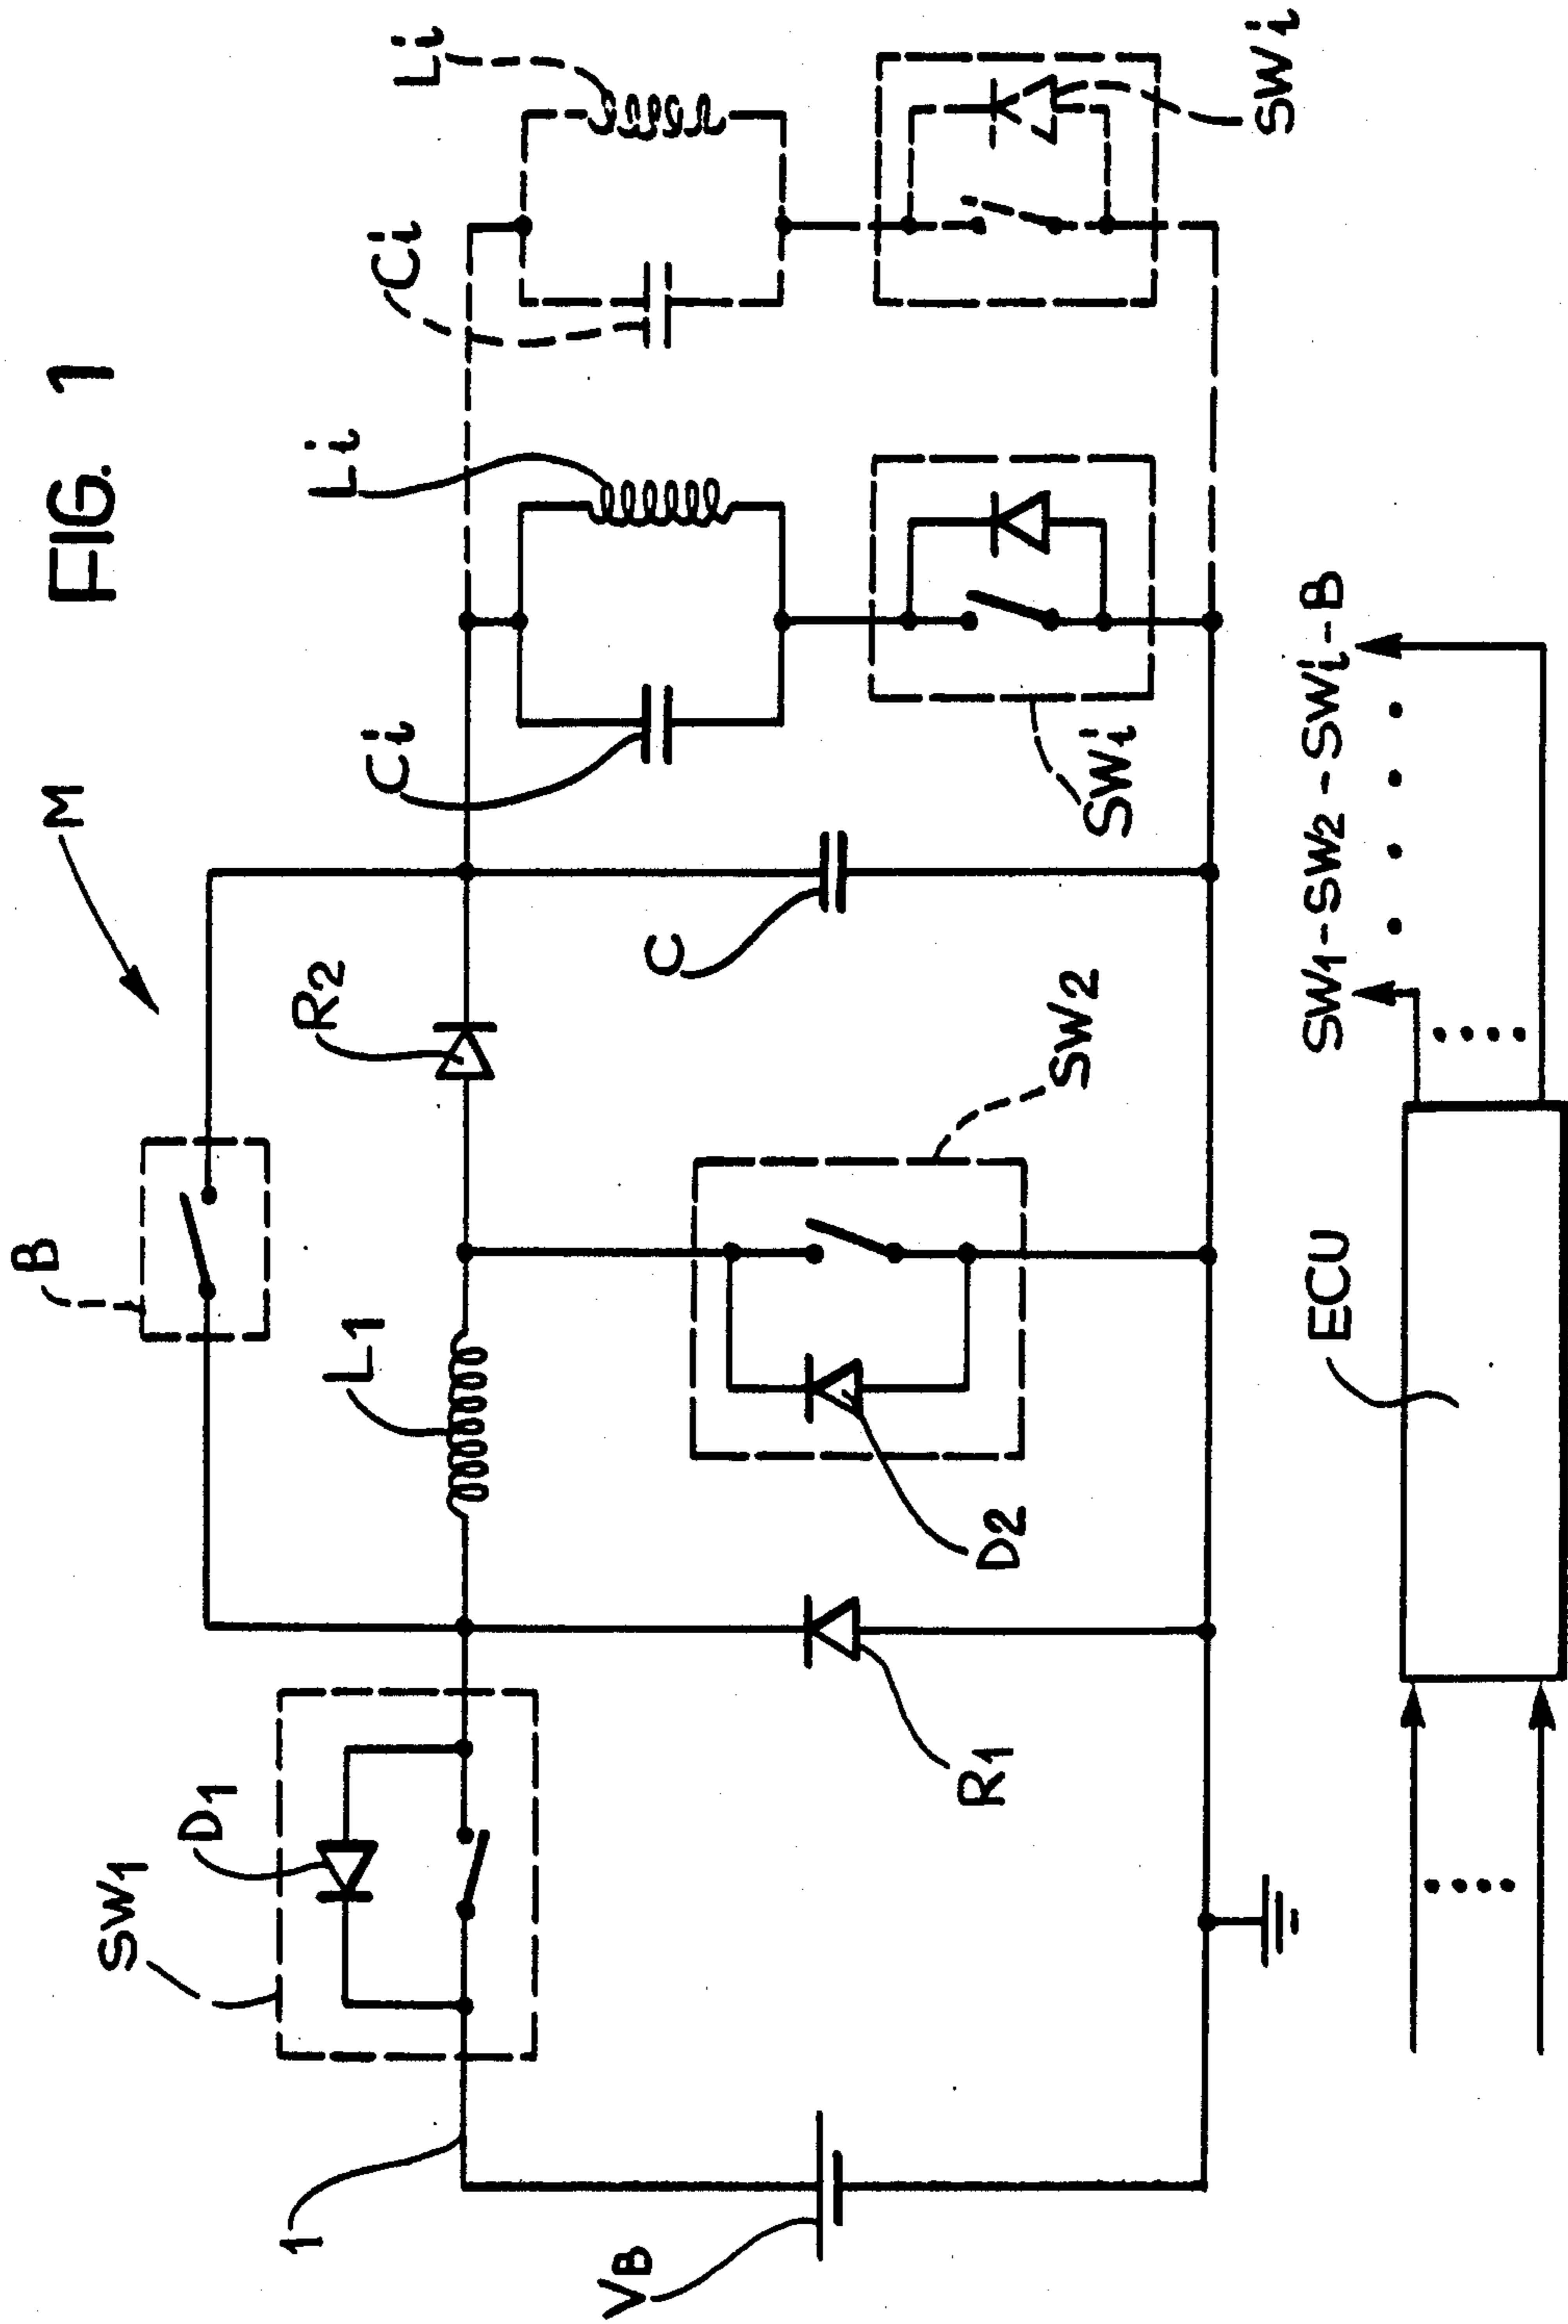 FIG. 1
M
B
SW1
D1
L1
R2
Ci
Li
Ci
Li
1
VB
R1
D2
SW2
C
SWi
SWi
ECU
SW1-SW2-SWi-B